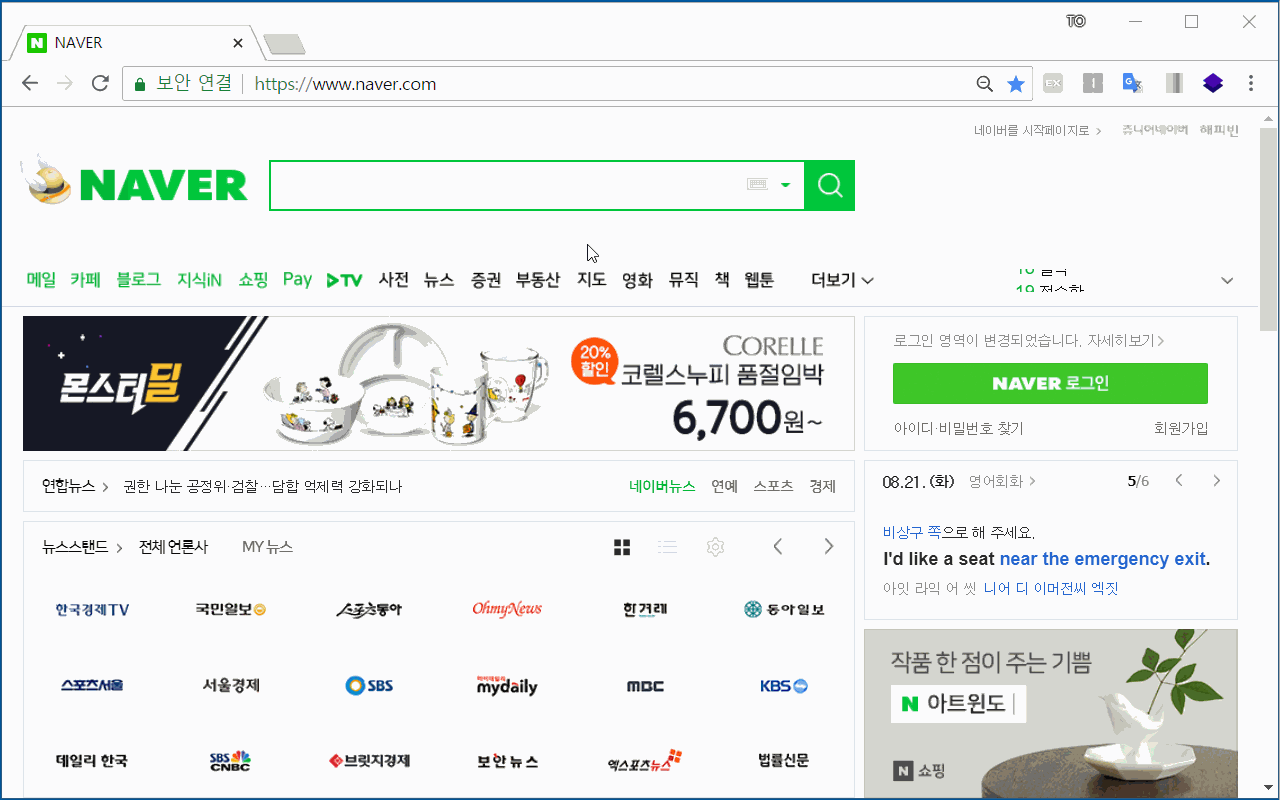 TO
NAVER
보안 연결 https://www.naver.com
EX 1 G
네이버를 시작페이지로 쥬니어네이버 해피빈
NAVER
메일 카페 블로그 지식iN 쇼핑 Pay TV 사전 뉴스 증권 부동산 지도 영화 뮤직 책 웹툰 더보기
19
몬스터딜
20% 할인
CORELLE
코렐스누피 품절임박
6,700원~
로그인 영역이 변경되었습니다. 자세히보기
NAVER 로그인
아이디·비밀번호 찾기 회원가입
연합뉴스 권한 나눈 공정위·검찰…담합 억제력 강화되나 네이버뉴스 연예 스포츠 경제
08.21. (화) 영어회화 5/6
비상구 쪽으로 해 주세요.
I'd like a seat near the emergency exit.
아잇 라익 어 씻 니어 디 이머전씨 엑짓
뉴스스탠드 전체 언론사 MY 뉴스
한국경제TV 국민일보 스포츠동아 OhmyNews 한겨레 동아일보
스포츠서울 서울경제 SBS 마이데일리 mydaily MBC KBS
데일리 한국 SBS CNBC 브릿지경제 보안뉴스 엑스포츠뉴스 법률신문
작품 한 점이 주는 기쁨
N 아트윈도
N 쇼핑